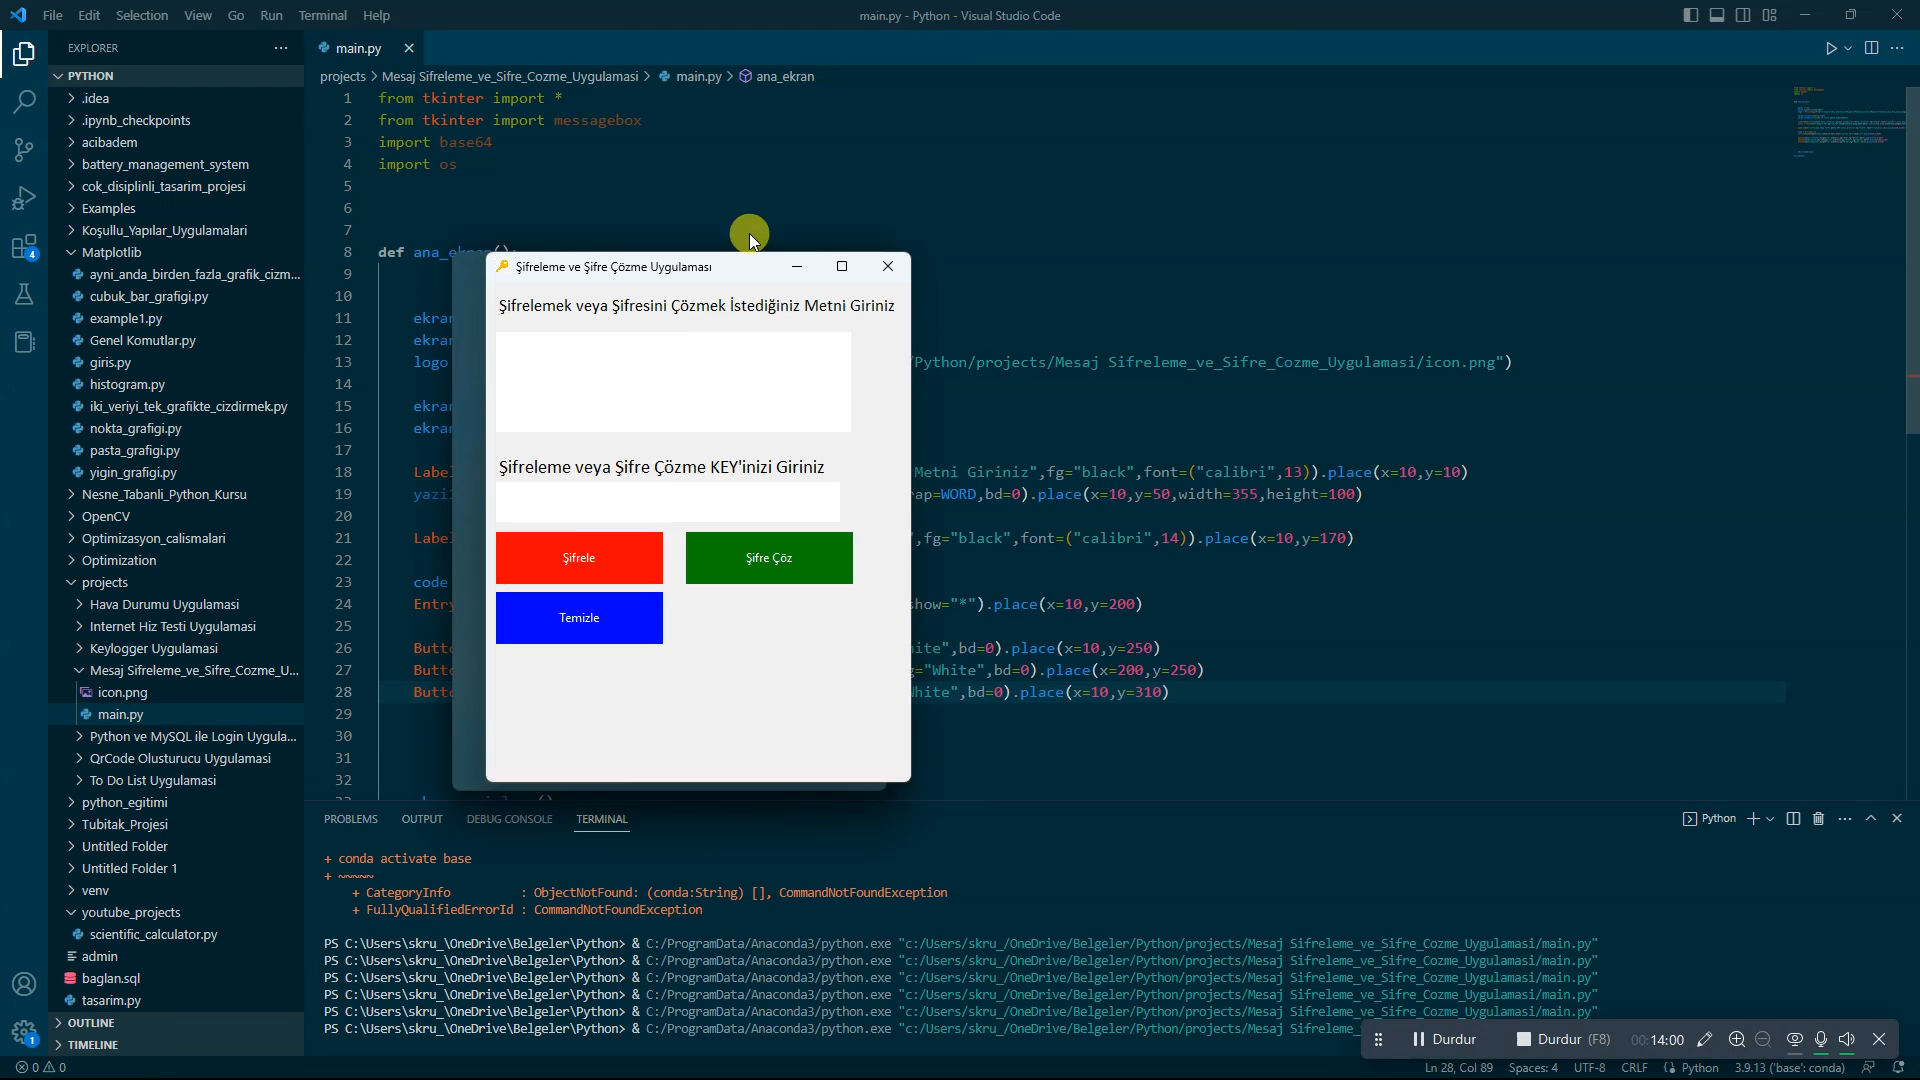 File Edit Selection View Go Run Terminal Help
main.py - Python - Visual Studio Code
EXPLORER
PYTHON
.idea
.ipynb_checkpoints
acibadem
battery_management_system
cok_disiplinli_tasarim_projesi
Examples
Koşullu_Yapılar_Uygulamalari
Matplotlib
ayni_anda_birden_fazla_grafik_cizm...
cubuk_bar_grafigi.py
example1.py
Genel Komutlar.py
giris.py
histogram.py
iki_veriyi_tek_grafikte_cizdirmek.py
nokta_grafigi.py
pasta_grafigi.py
yigin_grafigi.py
Nesne_Tabanli_Python_Kursu
OpenCV
Optimizasyon_calismalari
Optimization
projects
Hava Durumu Uygulamasi
Internet Hiz Testi Uygulamasi
Keylogger Uygulamasi
Mesaj Sifreleme_ve_Sifre_Cozme_U...
icon.png
main.py
Python ve MySQL ile Login Uygula...
QrCode Olusturucu Uygulamasi
To Do List Uygulamasi
python_egitimi
Tubitak_Projesi
Untitled Folder
Untitled Folder 1
venv
youtube_projects
scientific_calculator.py
admin
baglan.sql
tasarim.py
OUTLINE
TIMELINE
4
1
main.py
projects > Mesaj Sifreleme_ve_Sifre_Cozme_Uygulamasi > main.py > ana_ekran
1 from tkinter import *
2 from tkinter import messagebox
3 import base64
4 import os
5
6
7
8 def ana_ekran():
9
10
11 ekran
12 ekran
13 logo /Python/projects/Mesaj Sifreleme_ve_Sifre_Cozme_Uygulamasi/icon.png")
14
15 ekran
16 ekran
17
18 Label Metni Giriniz",fg="black",font=("calibri",13)).place(x=10,y=10)
19 yazi rap=WORD,bd=0).place(x=10,y=50,width=355,height=100)
20
21 Label ",fg="black",font=("calibri",14)).place(x=10,y=170)
22
23 code
24 Entry show="*").place(x=10,y=200)
25
26 Butto ite",bd=0).place(x=10,y=250)
27 Butto g="White",bd=0).place(x=200,y=250)
28 Butto White",bd=0).place(x=10,y=310)
29
30
31
32
Şifreleme ve Şifre Çözme Uygulaması
Şifrelemek veya Şifresini Çözmek İstediğiniz Metni Giriniz
Şifreleme veya Şifre Çözme KEY'inizi Giriniz
Şifrele
Şifre Çöz
Temizle
PROBLEMS OUTPUT DEBUG CONSOLE TERMINAL
Python
+ conda activate base
+ ~~~~~
+ CategoryInfo : ObjectNotFound: (conda:String) [], CommandNotFoundException
+ FullyQualifiedErrorId : CommandNotFoundException
PS C:\Users\skru_\OneDrive\Belgeler\Python> & C:/ProgramData/Anaconda3/python.exe "c:/Users/skru_/OneDrive/Belgeler/Python/projects/Mesaj Sifreleme_ve_Sifre_Cozme_Uygulamasi/main.py"
PS C:\Users\skru_\OneDrive\Belgeler\Python> & C:/ProgramData/Anaconda3/python.exe "c:/Users/skru_/OneDrive/Belgeler/Python/projects/Mesaj Sifreleme_ve_Sifre_Cozme_Uygulamasi/main.py"
PS C:\Users\skru_\OneDrive\Belgeler\Python> & C:/ProgramData/Anaconda3/python.exe "c:/Users/skru_/OneDrive/Belgeler/Python/projects/Mesaj Sifreleme_ve_Sifre_Cozme_Uygulamasi/main.py"
PS C:\Users\skru_\OneDrive\Belgeler\Python> & C:/ProgramData/Anaconda3/python.exe "c:/Users/skru_/OneDrive/Belgeler/Python/projects/Mesaj Sifreleme_ve_Sifre_Cozme_Uygulamasi/main.py"
PS C:\Users\skru_\OneDrive\Belgeler\Python> & C:/ProgramData/Anaconda3/python.exe "c:/Users/skru_/OneDrive/Belgeler/Python/projects/Mesaj Sifreleme_ve_Sifre_Cozme_Uygulamasi/main.py"
PS C:\Users\skru_\OneDrive\Belgeler\Python> & C:/ProgramData/Anaconda3/python.exe "c:/Users/skru_/OneDrive/Belgeler/Python/projects/Mesaj Sifreleme_
Durdur Durdur (F8) 00:14:00
0 0
Ln 28, Col 89 Spaces: 4 UTF-8 CRLF Python 3.9.13 ('base': conda)